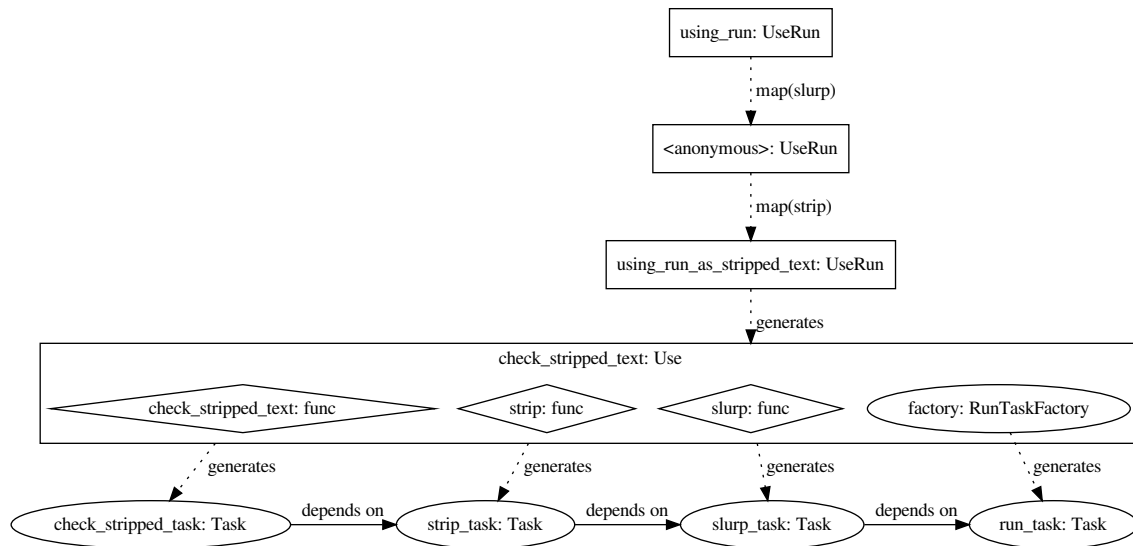 using_run: UseRun
map(slurp)
<anonymous>: UseRun
map(strip)
using_run_as_stripped_text: UseRun
generates
check_stripped_text: Use
check_stripped_text: func
strip: func
slurp: func
factory: RunTaskFactory
generates
generates
generates
generates
check_stripped_task: Task
depends on
strip_task: Task
depends on
slurp_task: Task
depends on
run_task: Task